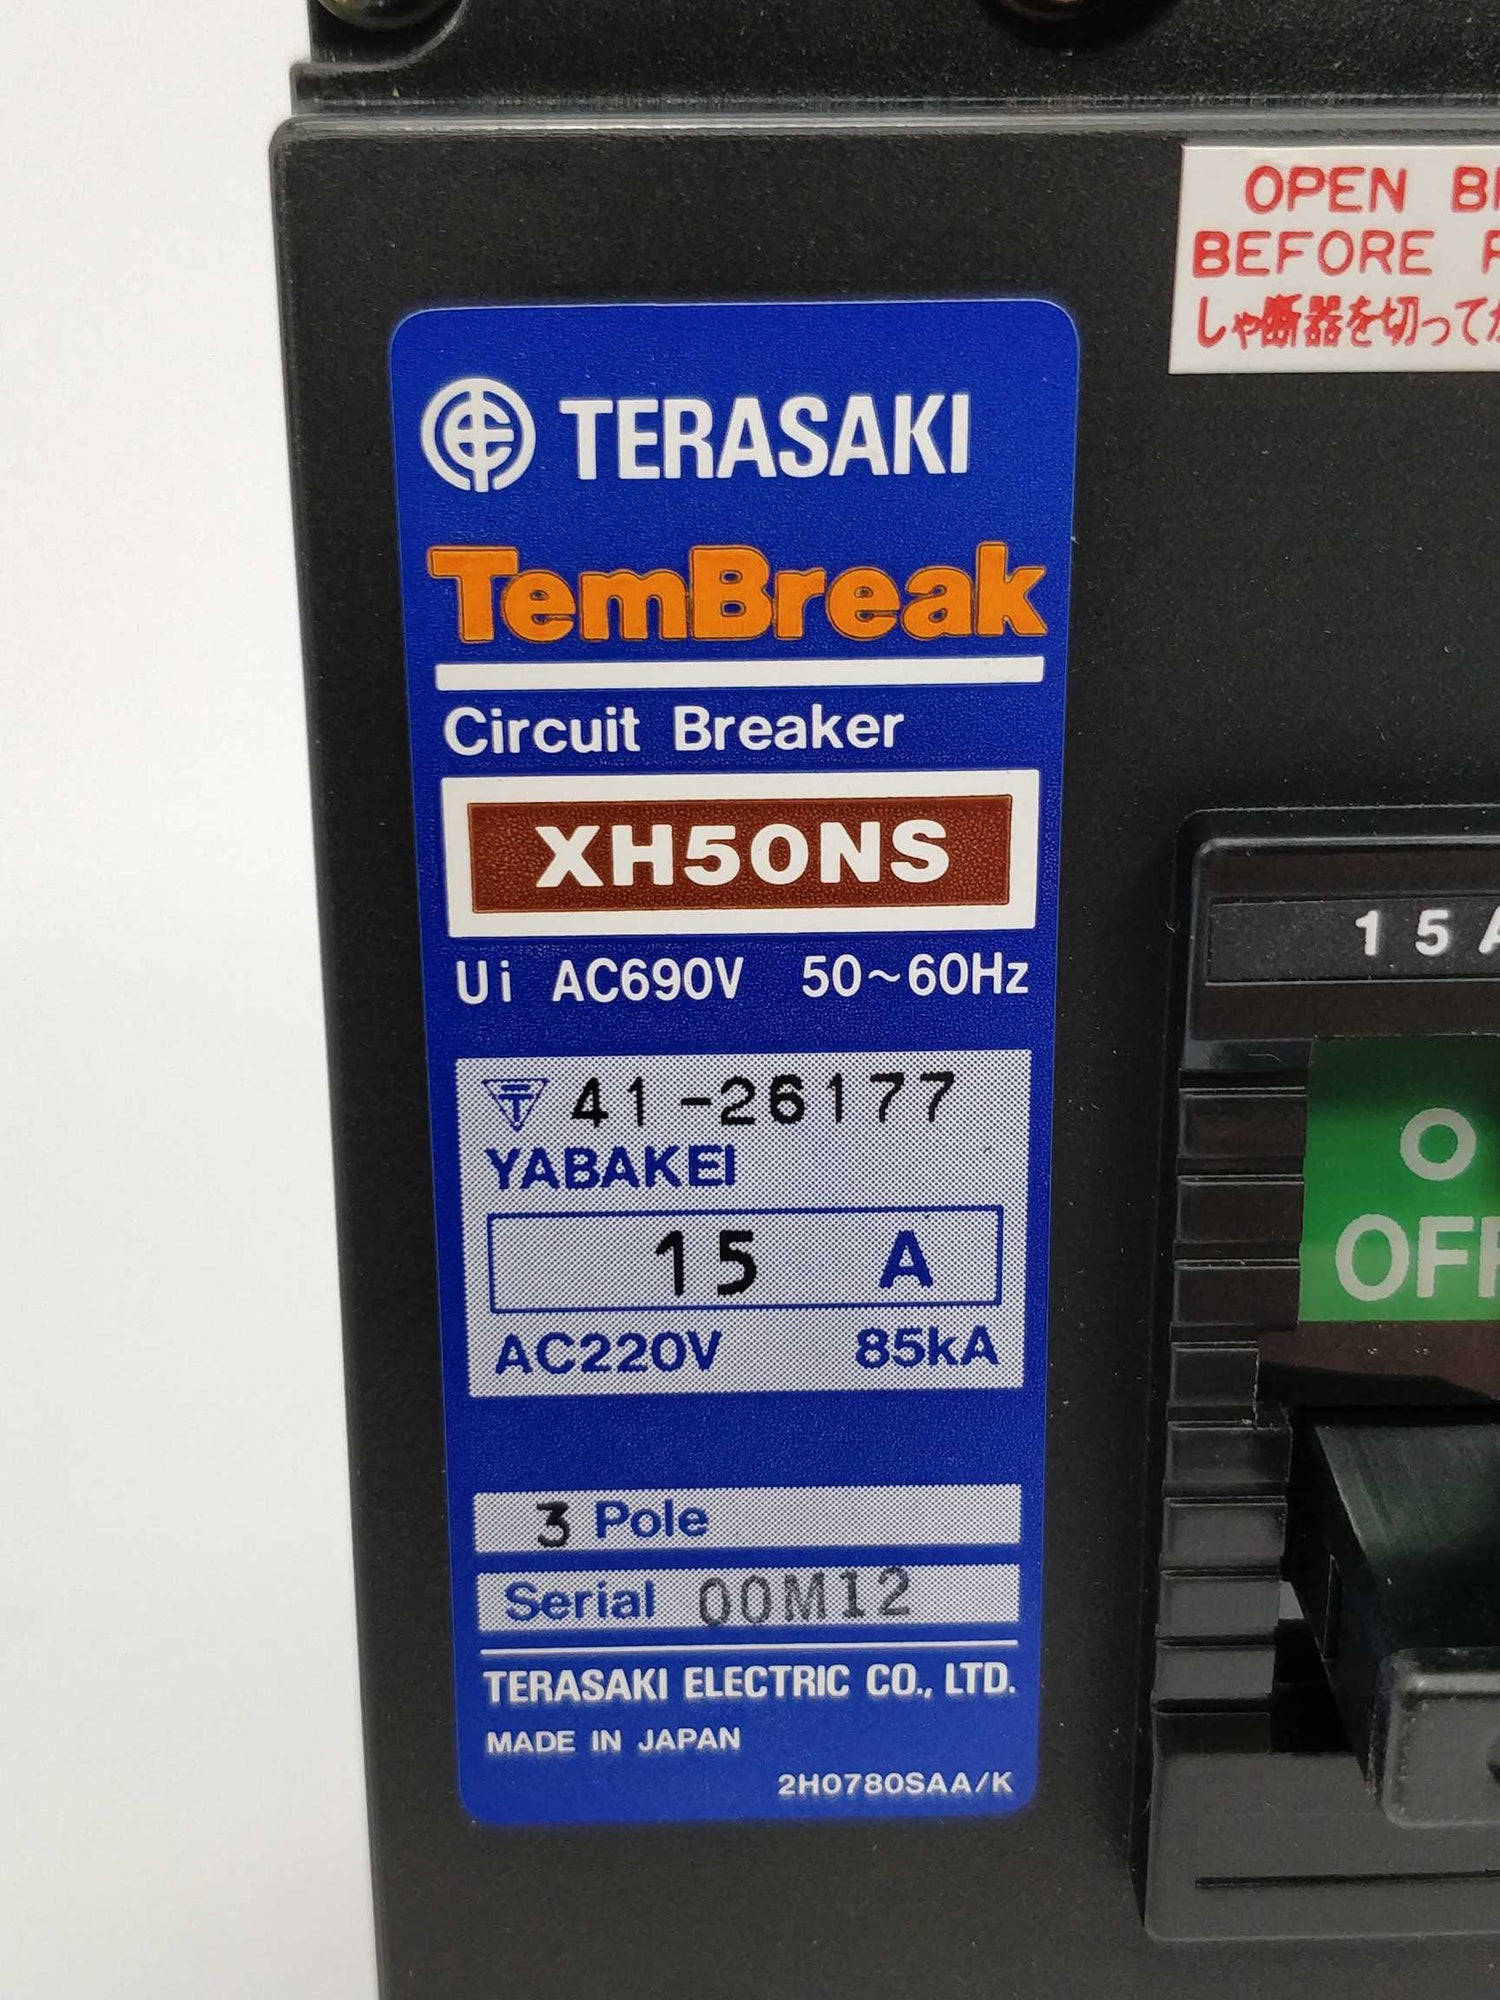 OPEN
BEFORE
しゃ断器を切って
TERASAKI
TemBreak
Circuit Breaker
XH50NS
Ui AC690V 50~60Hz
41-26177
YABAKEI
15 A
AC220V 85kA
3 Pole
Serial 00M12
TERASAKI ELECTRIC CO., LTD.
MADE IN JAPAN
2H0780SAA/K
15A
O
OFF